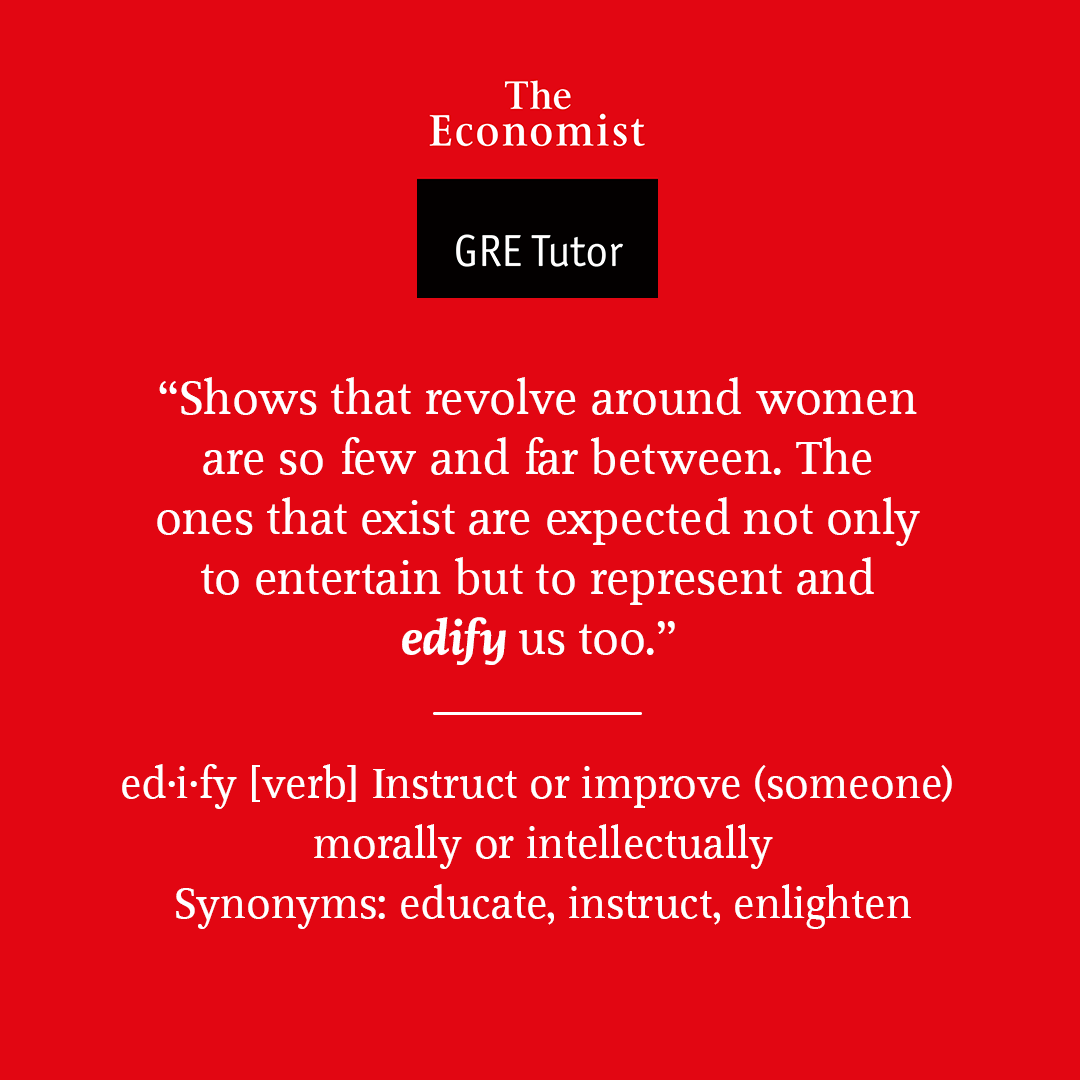 The
Economist
GRE Tutor
“Shows that revolve around women
are so few and far between. The
ones that exist are expected not only
to entertain but to represent and
edify us too.”
ed·i·fy [verb] Instruct or improve (someone)
morally or intellectually
Synonyms: educate, instruct, enlighten